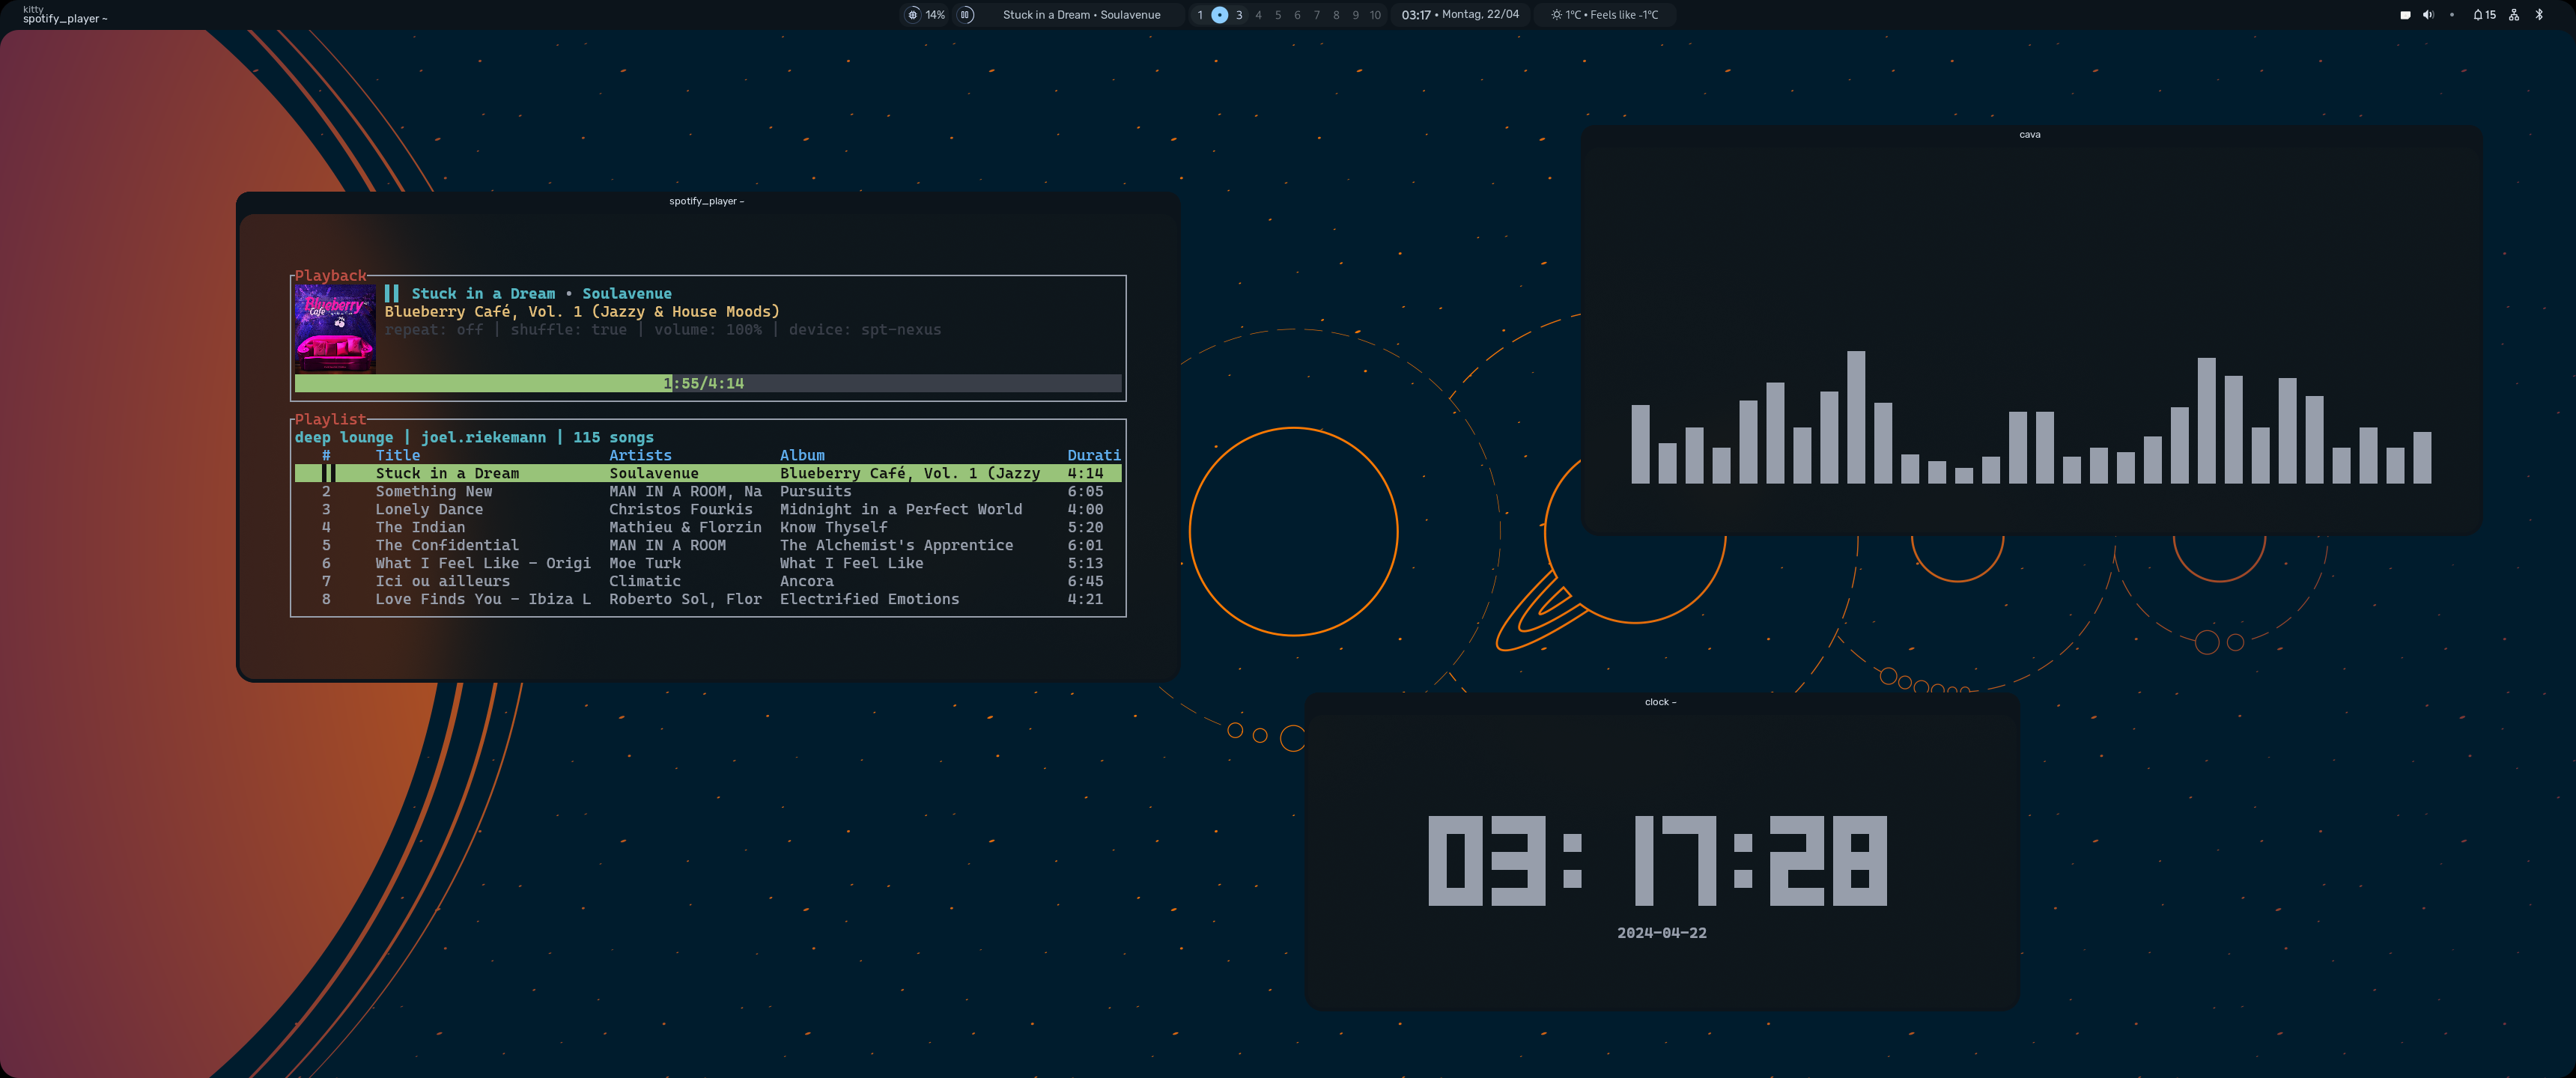 kitty
spotify_player ~
14%
Stuck in a Dream • Soulavenue
1 • 3 4 5 6 7 8 9 10
03:17 • Montag, 22/04
1°C • Feels like -1°C
15
spotify_player ~
Playback
Blueberry
Café
Stuck in a Dream • Soulavenue
Blueberry Café, Vol. 1 (Jazzy & House Moods)
repeat: off | shuffle: true | volume: 100% | device: spt-nexus
1:55/4:14
Playlist
deep lounge | joel.riekemann | 115 songs
# Title Artists Album Durati
Stuck in a Dream Soulavenue Blueberry Café, Vol. 1 (Jazzy 4:14
2 Something New MAN IN A ROOM, Na Pursuits 6:05
3 Lonely Dance Christos Fourkis Midnight in a Perfect World 4:00
4 The Indian Mathieu & Florzin Know Thyself 5:20
5 The Confidential MAN IN A ROOM The Alchemist's Apprentice 6:01
6 What I Feel Like - Origi Moe Turk What I Feel Like 5:13
7 Ici ou ailleurs Climatic Ancora 6:45
8 Love Finds You - Ibiza L Roberto Sol, Flor Electrified Emotions 4:21
cava
clock ~
03:17:28
2024-04-22